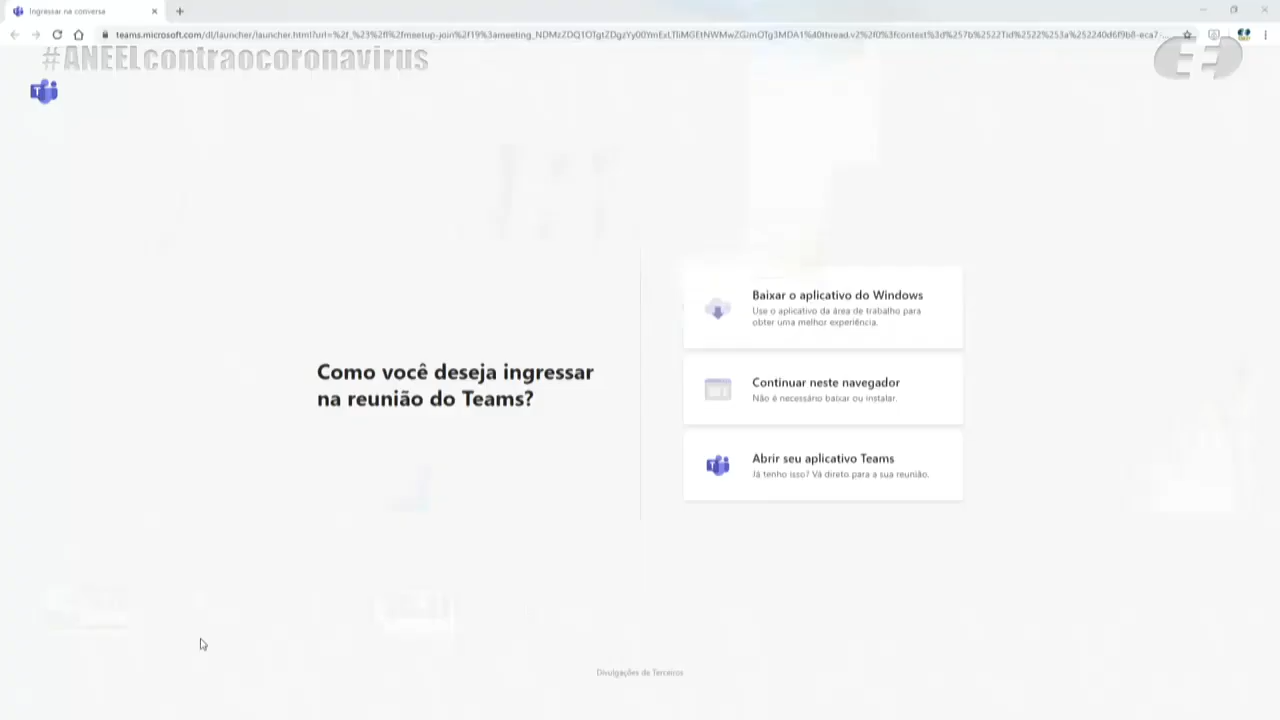 Ingressar na conversa
#ANEELcontraocoronavirus
Baixar o aplicativo do Windows
Use o aplicativo da área de trabalho para
obter uma melhor experiência.
Como você deseja ingressar
na reunião do Teams?
Continuar neste navegador
Não é necessário baixar ou instalar.
Abrir seu aplicativo Teams
Já tenho isso? Vá direto para a sua reunião.
Divulgações de Terceiros